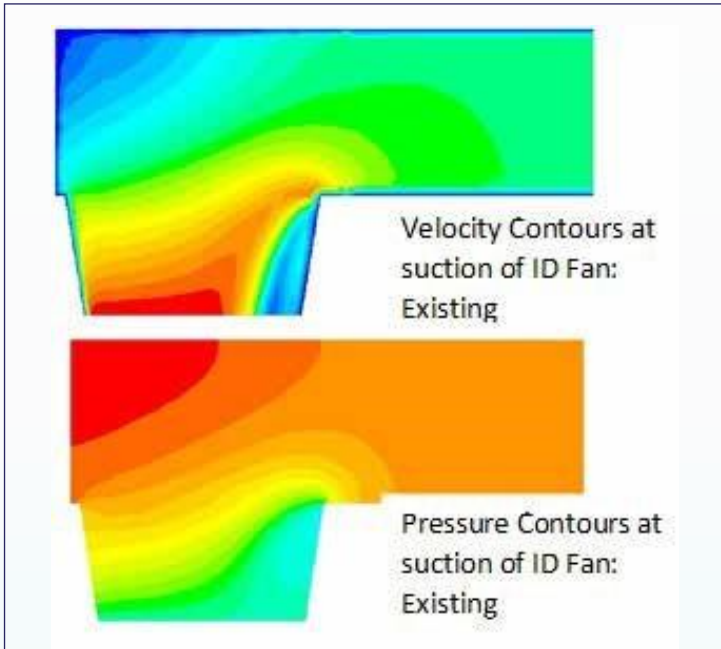 Velocity Contours at
suction of ID Fan:
Existing
Pressure Contours at
suction of ID Fan:
Existing